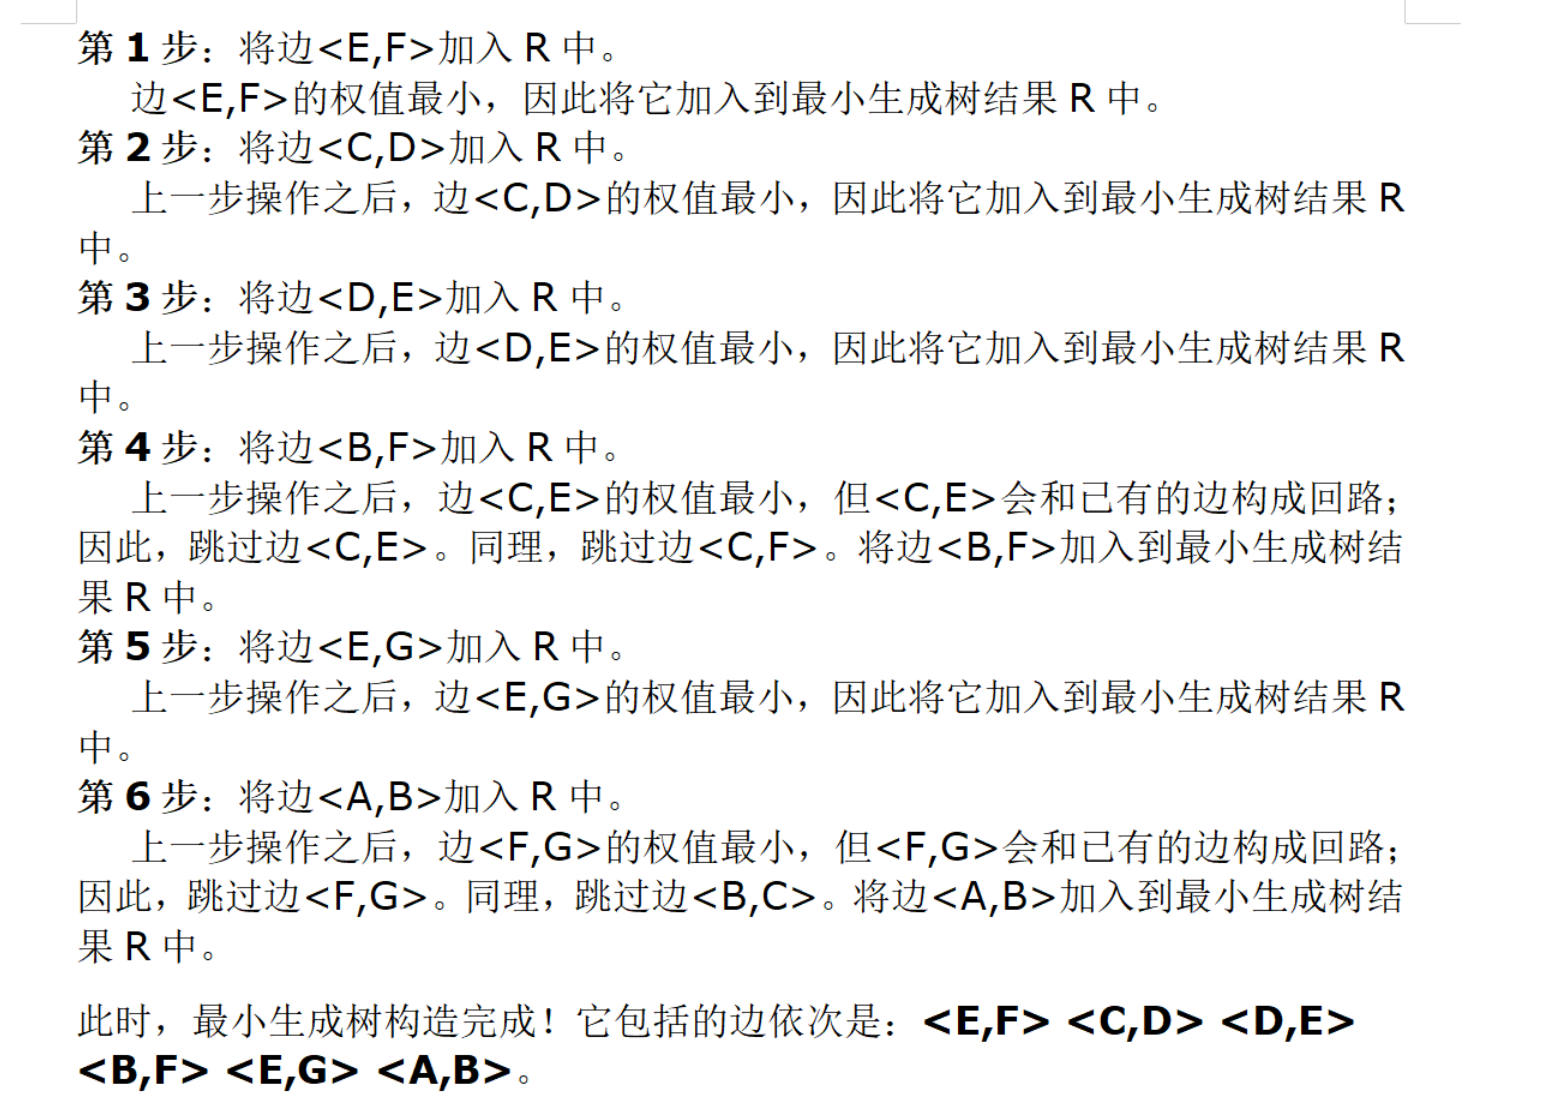 第 1 步：将边<E,F>加入 R 中。
边<E,F>的权值最小，因此将它加入到最小生成树结果 R 中。
第 2 步：将边<C,D>加入 R 中。
上一步操作之后，边<C,D>的权值最小，因此将它加入到最小生成树结果 R
中。
第 3 步：将边<D,E>加入 R 中。
上一步操作之后，边<D,E>的权值最小，因此将它加入到最小生成树结果 R
中。
第 4 步：将边<B,F>加入 R 中。
上一步操作之后，边<C,E>的权值最小，但<C,E>会和已有的边构成回路；
因此，跳过边<C,E>。同理，跳过边<C,F>。将边<B,F>加入到最小生成树结
果 R 中。
第 5 步：将边<E,G>加入 R 中。
上一步操作之后，边<E,G>的权值最小，因此将它加入到最小生成树结果 R
中。
第 6 步：将边<A,B>加入 R 中。
上一步操作之后，边<F,G>的权值最小，但<F,G>会和已有的边构成回路；
因此，跳过边<F,G>。同理，跳过边<B,C>。将边<A,B>加入到最小生成树结
果 R 中。
此时，最小生成树构造完成！它包括的边依次是：<E,F> <C,D> <D,E>
<B,F> <E,G> <A,B>。